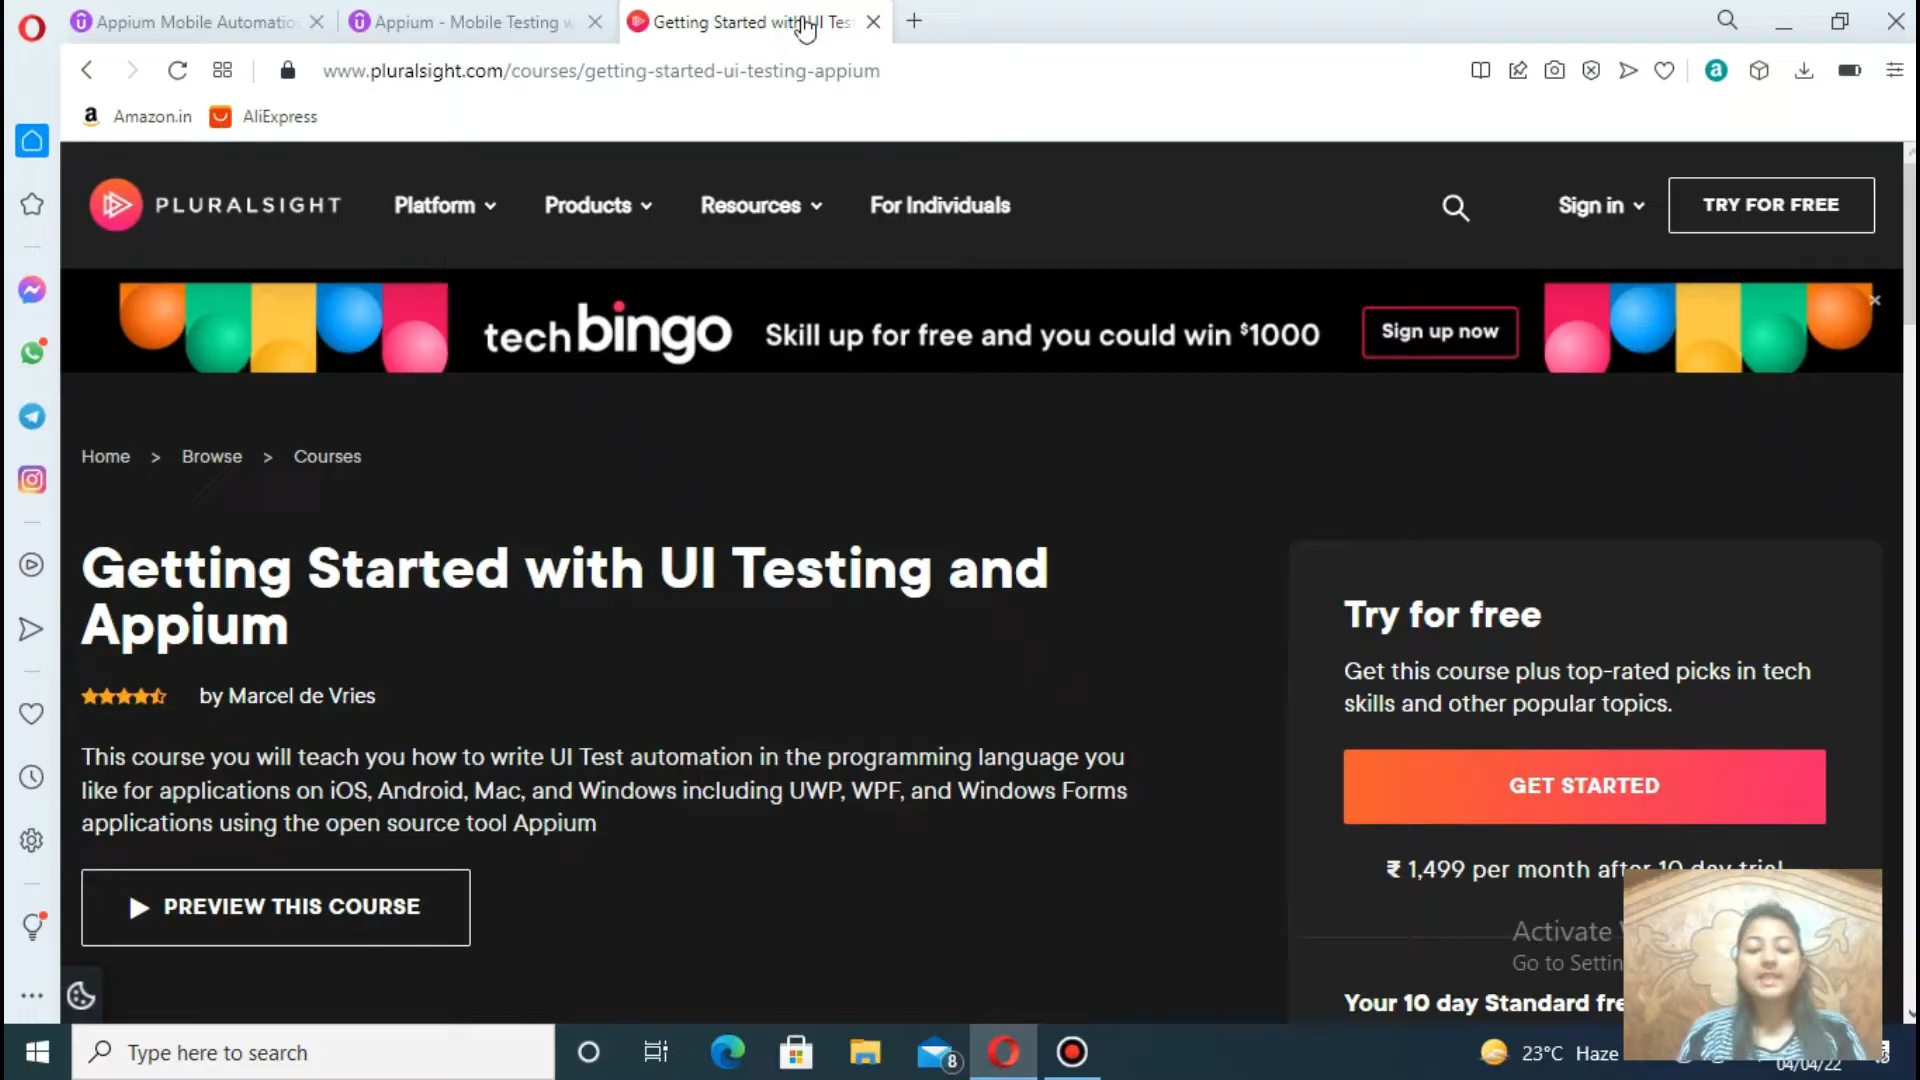 Appium Mobile Automatio
Appium - Mobile Testing w
Getting Started with UI Tes
www.pluralsight.com/courses/getting-started-ui-testing-appium
a Amazon.in
AliExpress
a
PLURALSIGHT
Platform
Products
Resources
For Individuals
Sign in
TRY FOR FREE
tech bingo
Skill up for free and you could win $1000
Sign up now
Home > Browse > Courses
Getting Started with UI Testing and
Appium
by Marcel de Vries
This course you will teach you how to write UI Test automation in the programming language you
like for applications on iOS, Android, Mac, and Windows including UWP, WPF, and Windows Forms
applications using the open source tool Appium
PREVIEW THIS COURSE
Try for free
Get this course plus top-rated picks in tech
skills and other popular topics.
GET STARTED
₹ 1,499 per month after 10 day trial
Activate
Go to Settin
Your 10 day Standard fre
Type here to search
8
23°C Haze
04/04/22